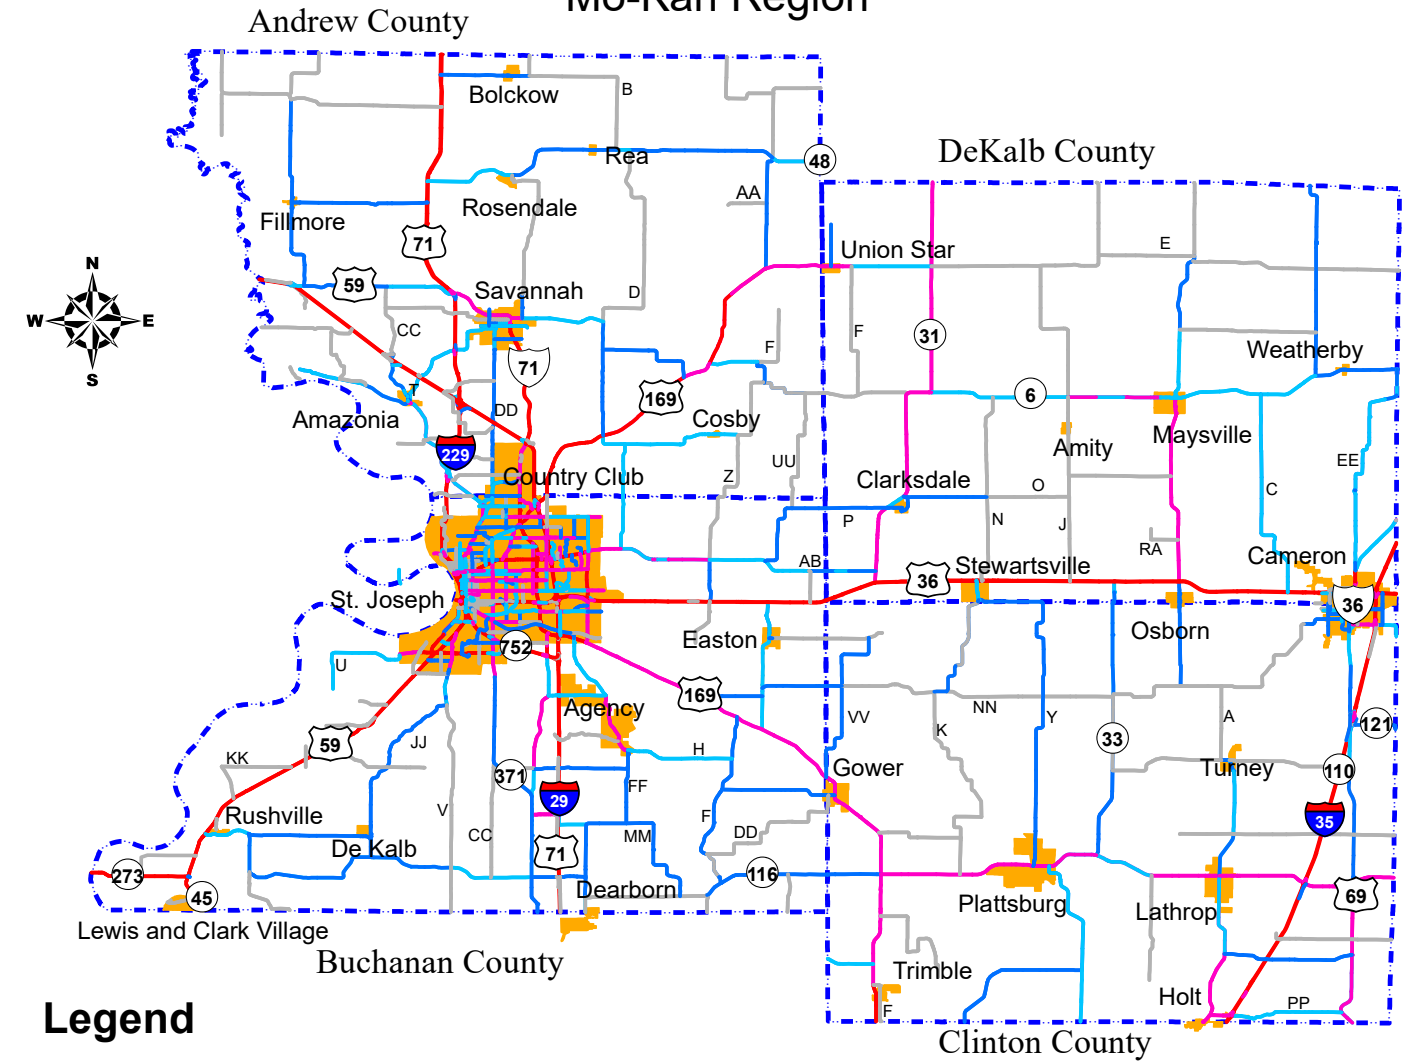 Mo-Kan Region
Andrew County
Bolckow
B
DeKalb County
Rea
48
AA
Rosendale
Fillmore
71
Union Star
E
N
59
Savannah
D
W
E
CC
F
31
S
71
F
Weatherby
T
169
6
DD
Amazonia
Cosby
Maysville
Amity
229
UU
EE
Country Club
Z
Clarksdale
O
C
P
N
J
RA
AB
Stewartsville
Cameron
36
St. Joseph
36
Easton
Osborn
752
U
169
Agency
NN
VV
Y
A
K
121
59
JJ
33
H
KK
Gower
Turney
110
371
FF
29
V
F
35
Rushville
CC
MM
DD
De Kalb
71
273
116
Dearborn
45
69
Plattsburg
Lathrop
Lewis and Clark Village
Buchanan County
Trimble
Holt
PP
F
Legend
Clinton County